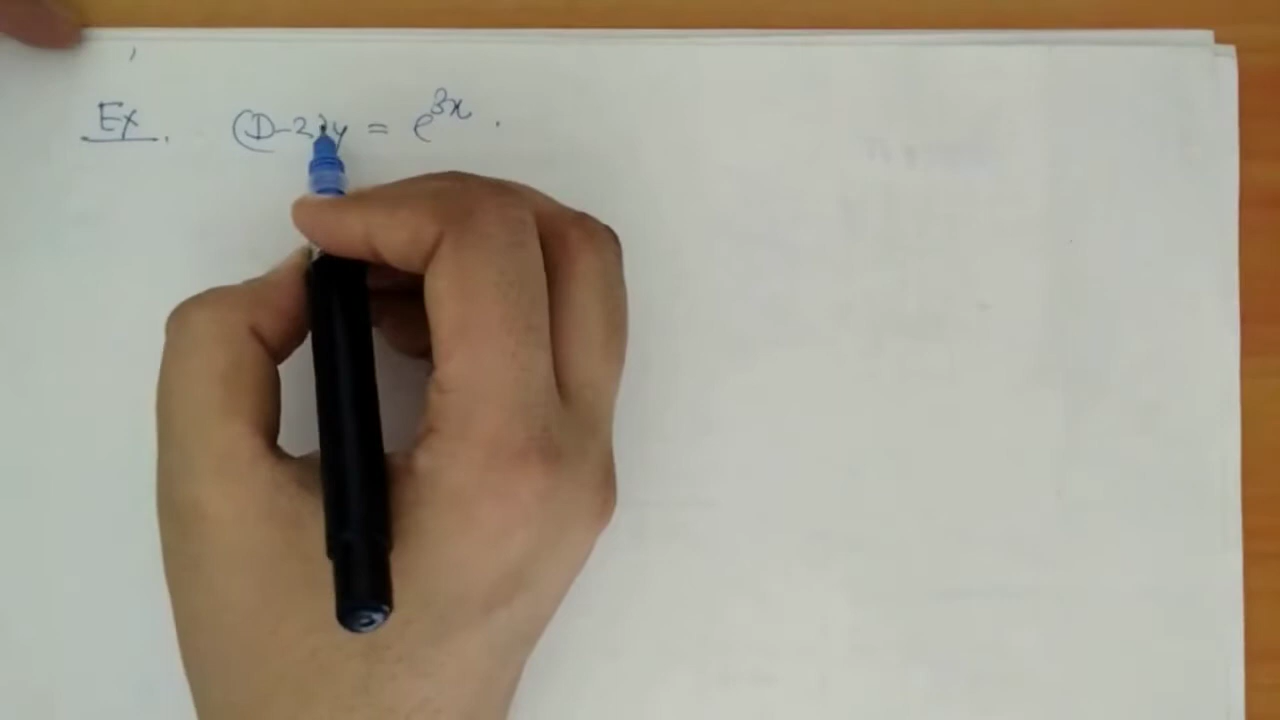 Ex. (D-2)y = e^{3x}.